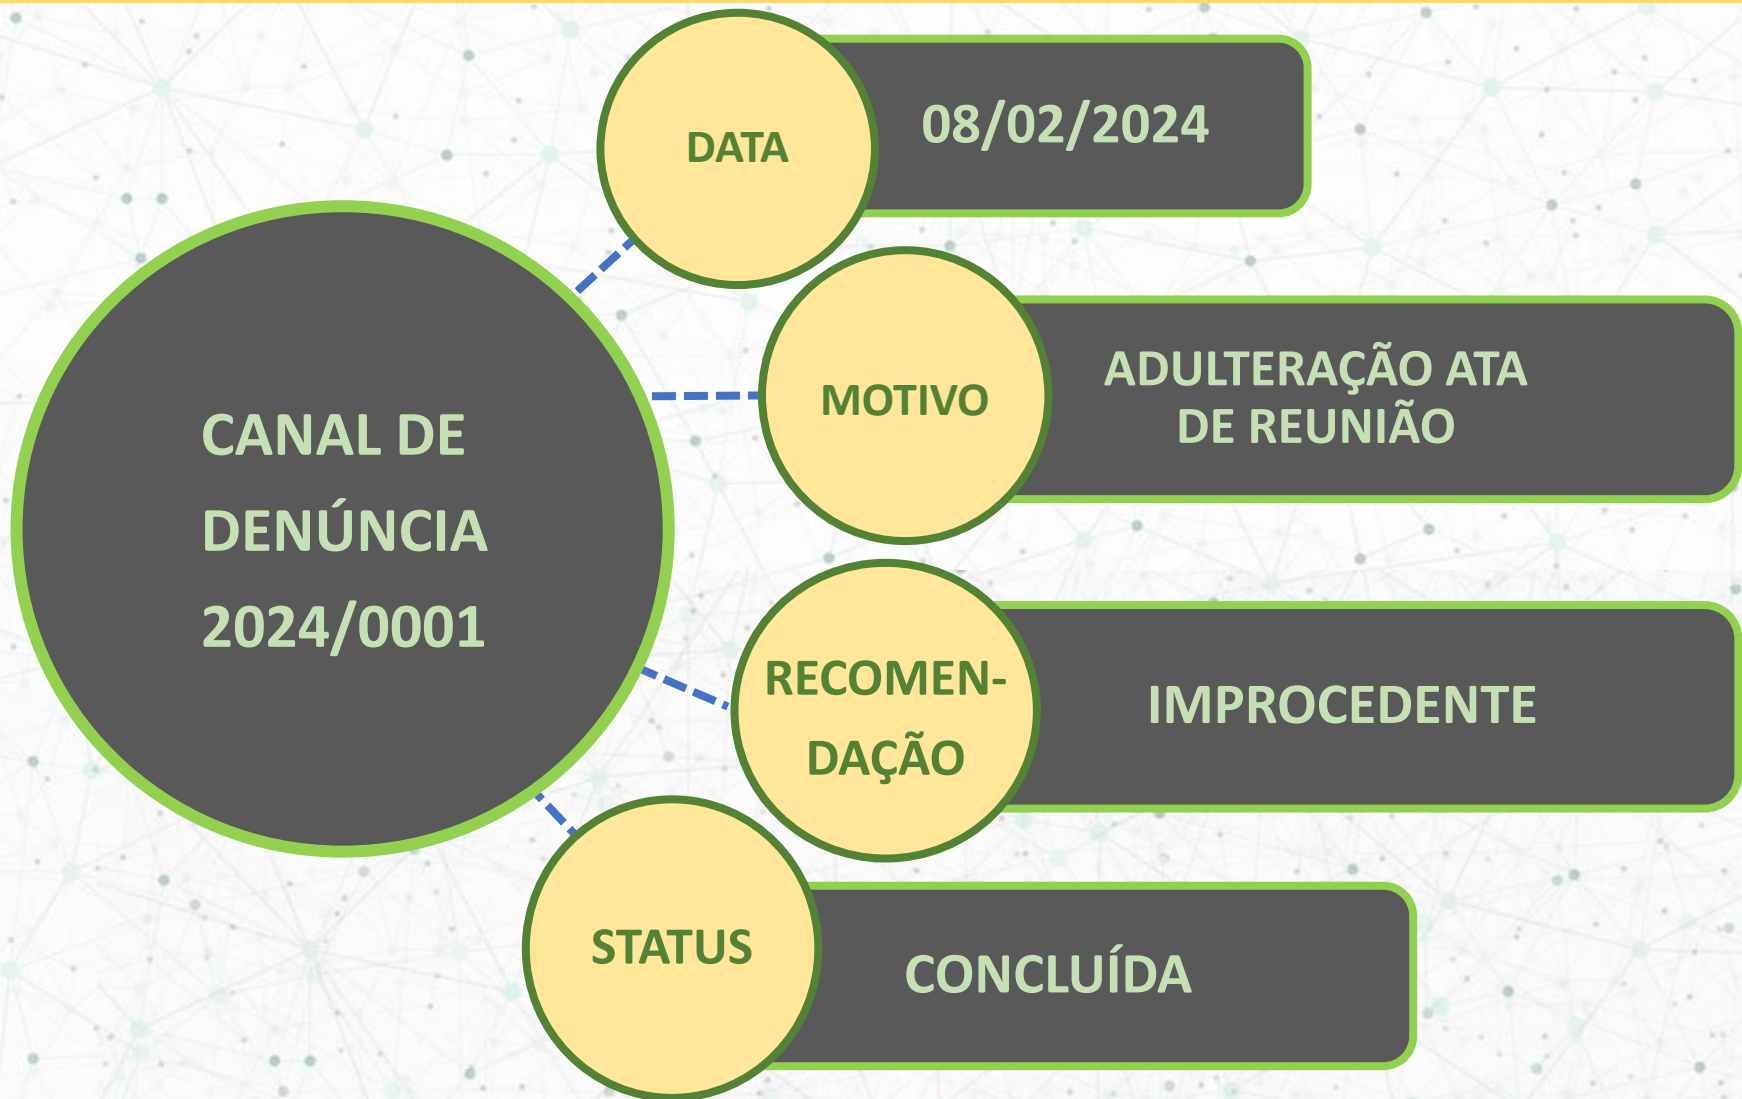 CANAL DE
DENÚNCIA
2024/0001
DATA
08/02/2024
MOTIVO
ADULTERAÇÃO ATA
DE REUNIÃO
RECOMEN-
DAÇÃO
IMPROCEDENTE
STATUS
CONCLUÍDA